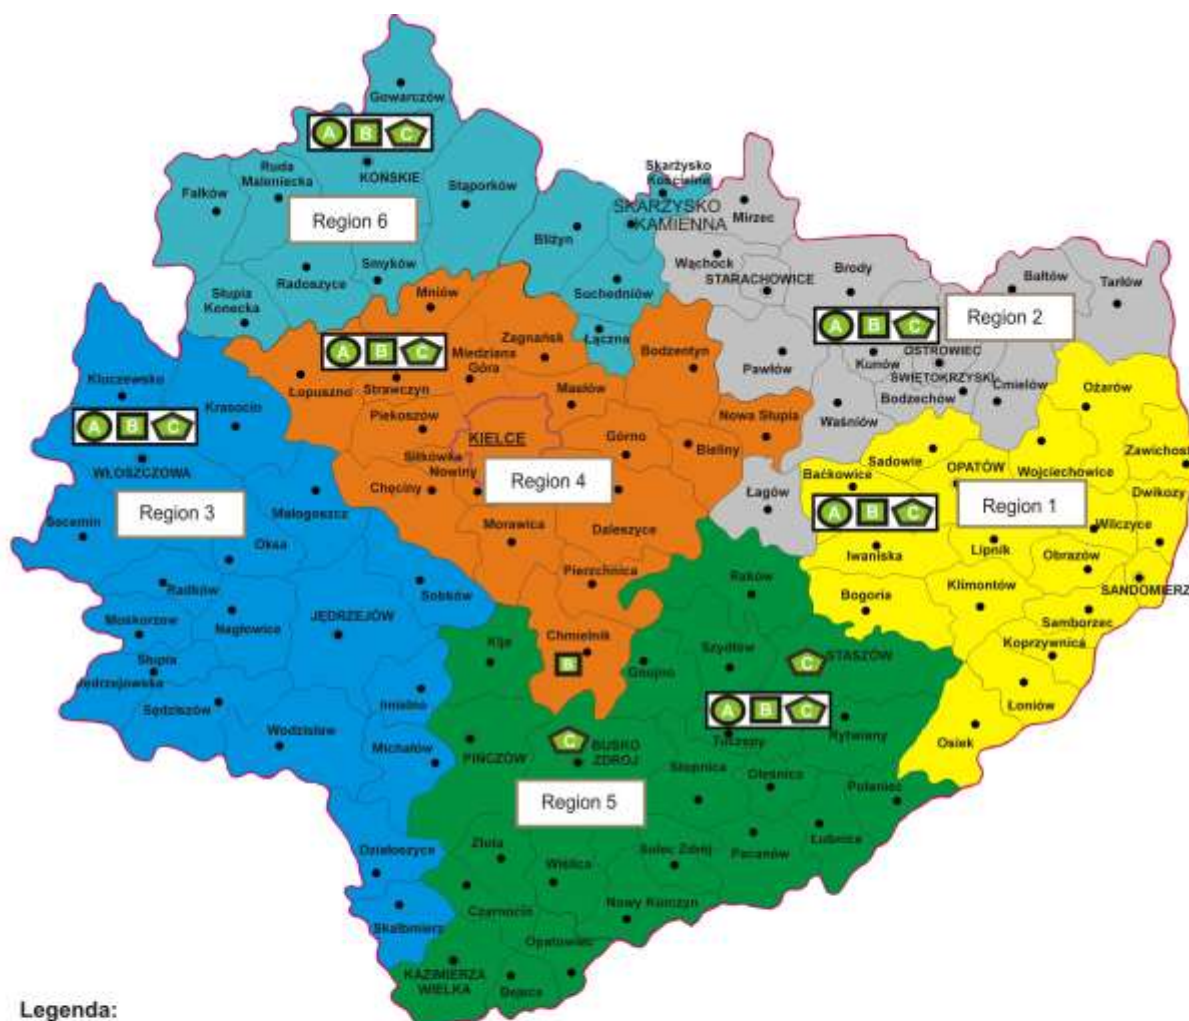 Gowarczów
A B C
KOŃSKIE
Ruda
Maleniecka
Fałków
Stąporków
Region 6
Skarżysko
Kościelne
SKARŻYSKO
KAMIENNA
Mirzec
Bliżyn
Wąchock
STARACHOWICE
Brody
Bałtów
Tarłów
Smyków
Radoszyce
Słupia
Konecka
Mniów
Suchedniów
Łączna
Region 2
A B C
Zagnańsk
A B C
Miedziana
Góra
Bodzentyn
Pawłów
Kunów
OSTROWIEC
ŚWIĘTOKRZYSKI
Ćmielów
Bodzechów
Ożarów
Kluczewsko
Łopuszno
Strawczyn
Masłów
Krasocin
Piekoszów
Nowa Słupia
Waśniów
A B C
WŁOSZCZOWA
KIELCE
Górno
Bieliny
Sitkówka
Nowiny
Sadowie
OPATÓW
Wojciechowice
Zawichost
Baćkowice
Chęciny
Region 4
Łagów
Dwikozy
Małogoszcz
Region 3
A B C
Region 1
Secemin
Morawica
Daleszyce
Wilczyce
Oksa
Iwaniska
Lipnik
Obrazów
Pierzchnica
Raków
Klimontów
SANDOMIERZ
Radków
Sobków
Bogoria
Moskorzow
Nagłowice
JĘDRZEJÓW
Samborzec
Kije
Chmielnik
Koprzywnica
B
Słupia
Jędrzejowska
Gnojno
Szydłów
C
STASZÓW
Sędziszów
Imielno
Łoniów
A B C
Wodzisław
Michałów
PIŃCZÓW
C
BUSKO
ZDRÓJ
Tuczępy
Rytwiany
Osiek
Stopnica
Oleśnica
Połaniec
Region 5
Działoszyce
Złota
Wiślica
Solec Zdrój
Pacanów
Łubnice
Skalbmierz
Czarnocin
Nowy Korczyn
Opatowiec
KAZIMIERZA
WIELKA
Bejsce
Legenda: